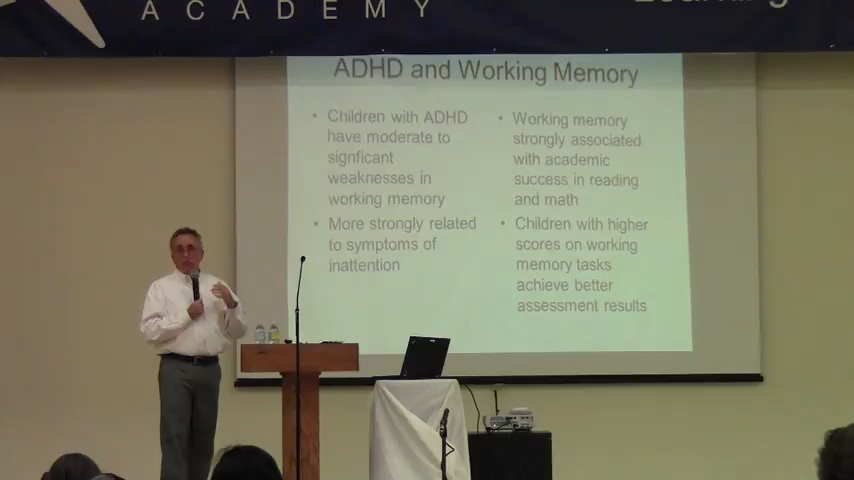 ACADEMY
Learning
ADHD and Working Memory
• Children with ADHD
have moderate to
signficant
weaknesses in
working memory
• More strongly related
to symptoms of
inattention
• Working memory
strongly associated
with academic
success in reading
and math
• Children with higher
scores on working
memory tasks
achieve better
assessment results